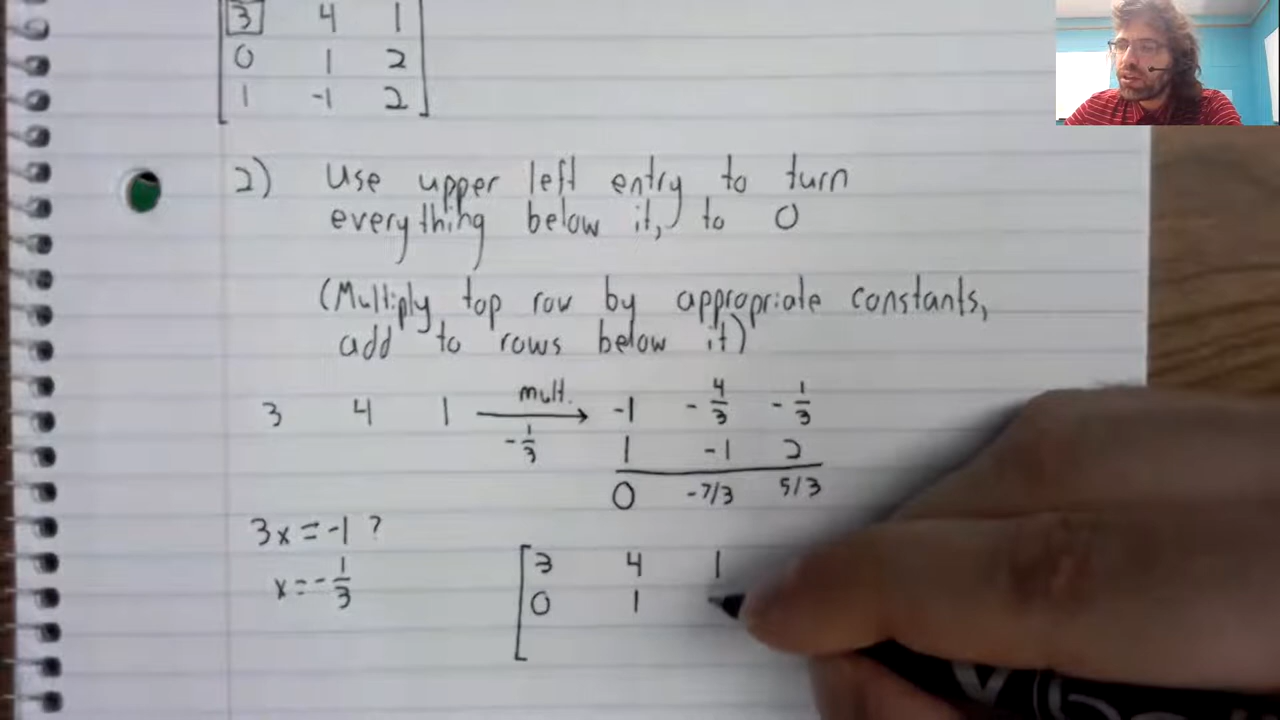 3 4 1
0 1 2
1 -1 2
2) Use upper left entry to turn
everything below it, to 0
(Multiply top row by appropriate constants,
add to rows below it)
3 4 1 mult. -1/3 → -1 -4/3 -1/3
1 -1 2
0 -7/3 5/3
3x = -1 ?
x = -1/3
3 4 1
0 1